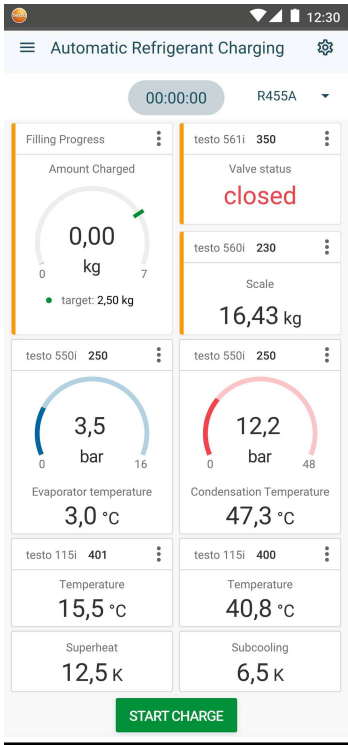 testo
12:30
Automatic Refrigerant Charging
00:00:00
R455A
Filling Progress
Amount Charged
0,00
kg
0
7
target: 2,50 kg
testo 561i 350
Valve status
closed
testo 560i 230
Scale
16,43 kg
testo 550i 250
3,5
bar
0
16
Evaporator temperature
3,0 °C
testo 550i 250
12,2
bar
0
48
Condensation Temperature
47,3 °C
testo 115i 401
Temperature
15,5 °C
testo 115i 400
Temperature
40,8 °C
Superheat
12,5 K
Subcooling
6,5 K
START CHARGE